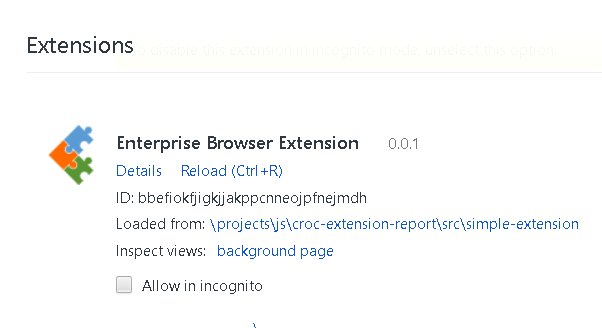 Extensions
to disable this extension in incognito mode, unselect this option.
Enterprise Browser Extension 0.0.1
Details Reload (Ctrl+R)
ID: bbefiokfjigkjjakppcnneojpfnejmdh
Loaded from: \projects\js\croc-extension-report\src\simple-extension
Inspect views: background page
Allow in incognito